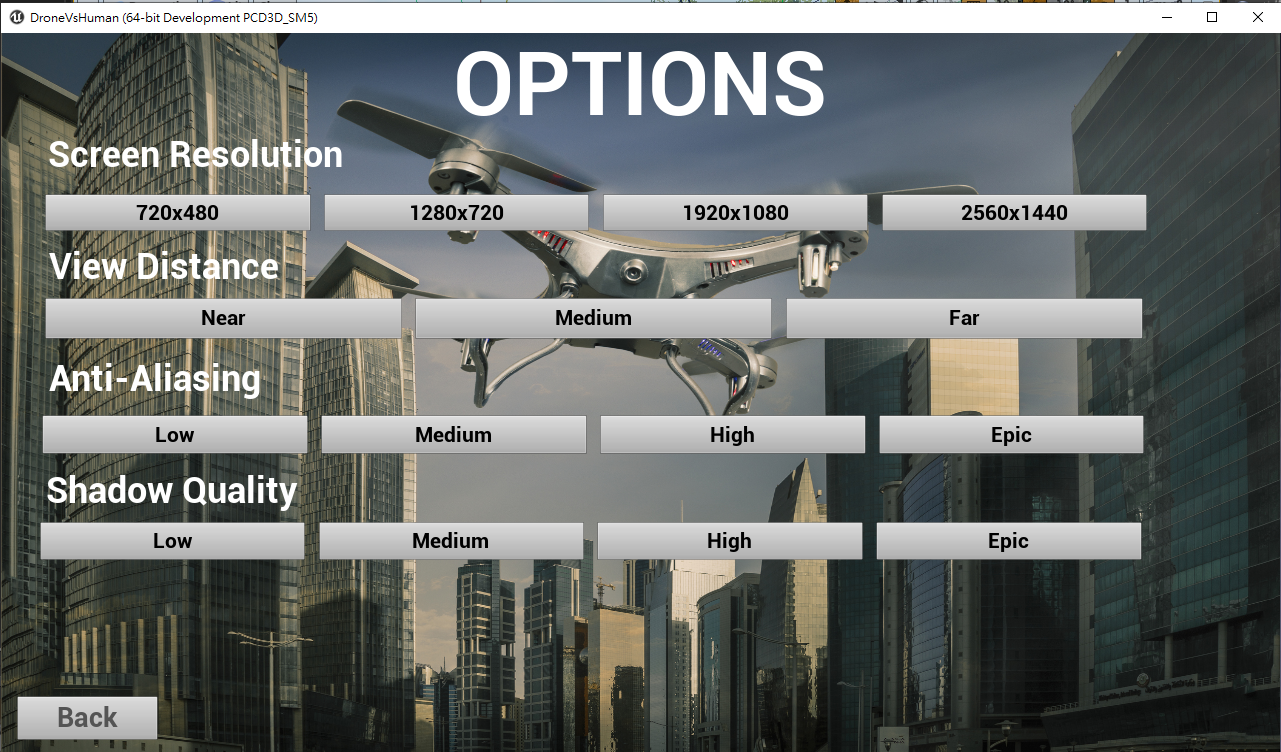 DroneVsHuman (64-bit Development PCD3D_SM5)
OPTIONS
Screen Resolution
720x480 1280x720 1920x1080 2560x1440
View Distance
Near Medium Far
Anti-Aliasing
Low Medium High Epic
Shadow Quality
Low Medium High Epic
Back